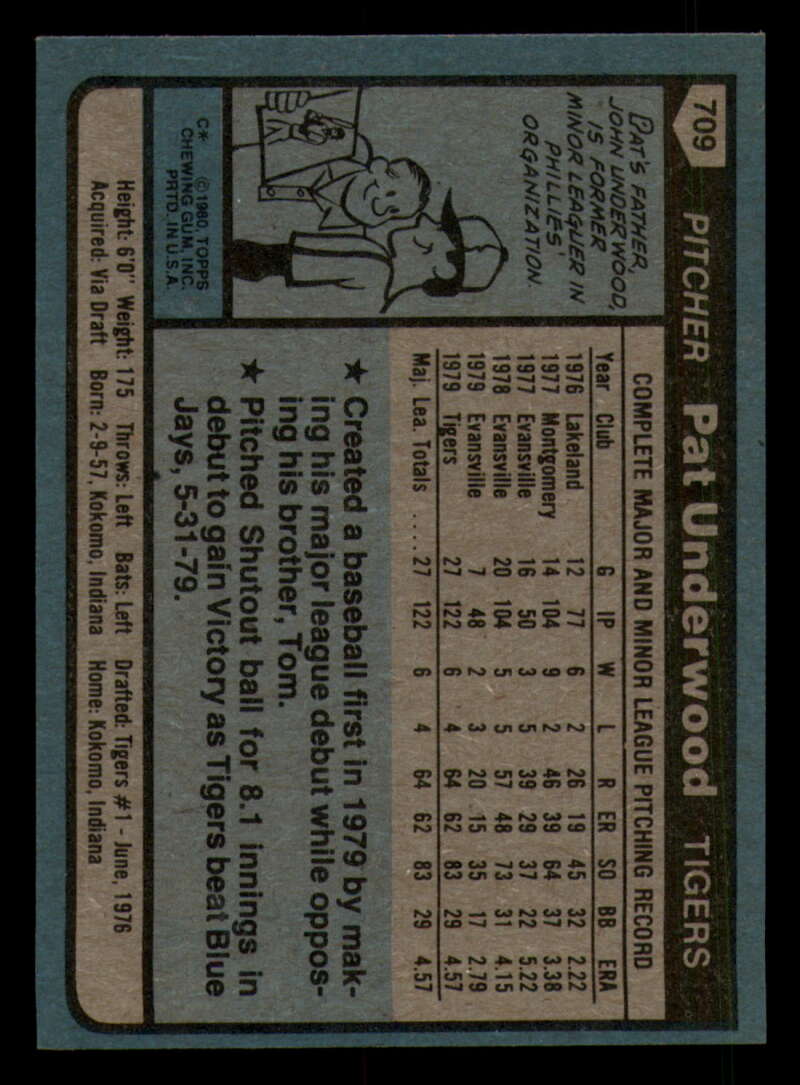 709 PITCHER Pat Underwood TIGERS
PAT'S FATHER,
JOHN UNDERWOOD,
IS FORMER
MINOR LEAGUER IN
PHILLIES'
ORGANIZATION.
C* © 1980 TOPPS
CHEWING GUM, INC.
PRTD. IN U.S.A.
COMPLETE MAJOR AND MINOR LEAGUE PITCHING RECORD
Year Club G IP W L R ER SO BB ERA
1976 Lakeland 12 77 6 2 26 19 45 32 2.22
1977 Montgomery 14 104 9 2 46 39 64 37 3.38
1977 Evansville 16 50 3 5 39 29 37 22 5.22
1978 Evansville 20 104 5 5 57 48 73 31 4.15
1979 Evansville 7 48 2 3 20 15 35 17 2.79
1979 Tigers 27 122 6 4 64 62 83 29 4.57
Maj. Lea. Totals .... 27 122 6 4 64 62 83 29 4.57
★ Created a baseball first in 1979 by mak-
ing his major league debut while oppos-
ing his brother, Tom.
★ Pitched Shutout ball for 8.1 innings in
debut to gain Victory as Tigers beat Blue
Jays, 5-31-79.
Height: 6'0" Weight: 175 Throws: Left Bats: Left Drafted: Tigers #1 - June, 1976
Acquired: Via Draft Born: 2-9-57, Kokomo, Indiana Home: Kokomo, Indiana